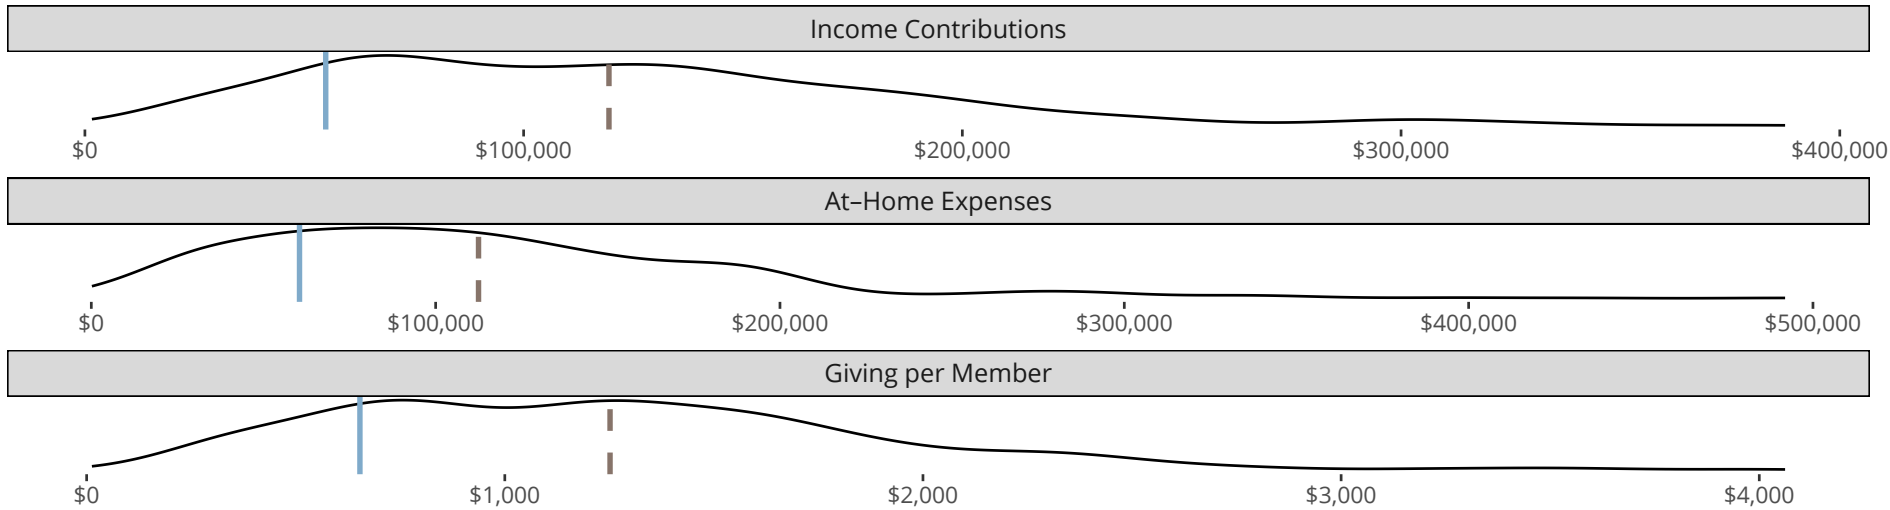 Income Contributions
$0 $100,000 $200,000 $300,000 $400,000
At–Home Expenses
$0 $100,000 $200,000 $300,000 $400,000 $500,000
Giving per Member
$0 $1,000 $2,000 $3,000 $4,000